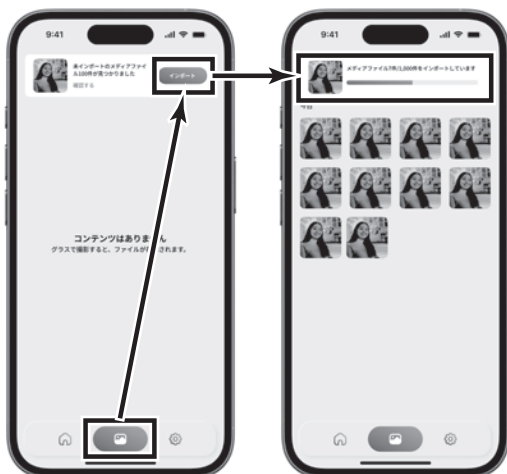 9:41
未インポートのメディアファイ
ル100件が見つかりました
確認する
インポート
コンテンツはありません
グラスで撮影すると、ファイルが
されます。
9:41
メディアファイル7件/1,000件をインポートしています
今日